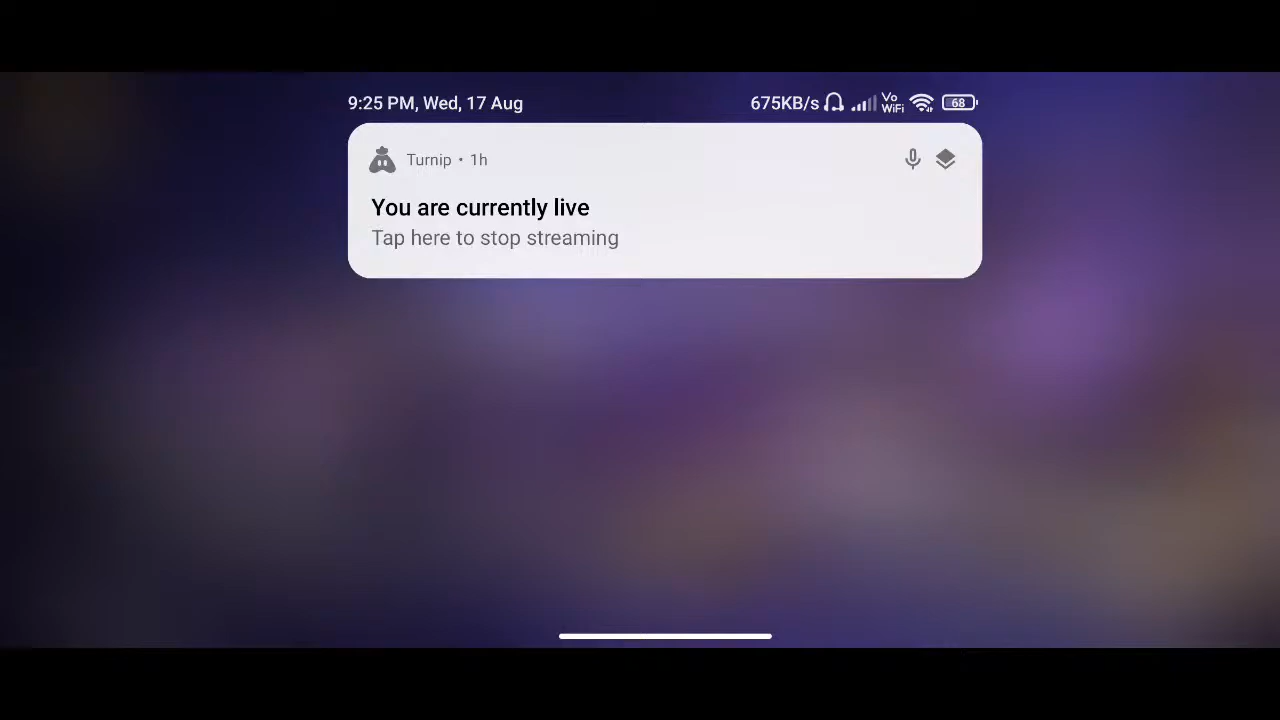 9:25 PM, Wed, 17 Aug 675KB/s Vo WiFi 68
Turnip • 1h
You are currently live
Tap here to stop streaming